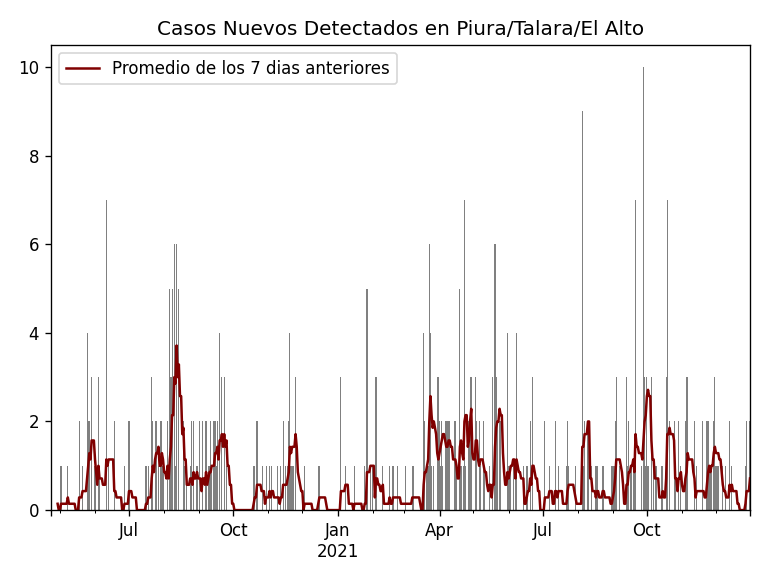 Casos Nuevos Detectados en Piura/Talara/El Alto
Promedio de los 7 dias anteriores
10
8
6
4
2
0
Jul
Oct
Jan
2021
Apr
Jul
Oct